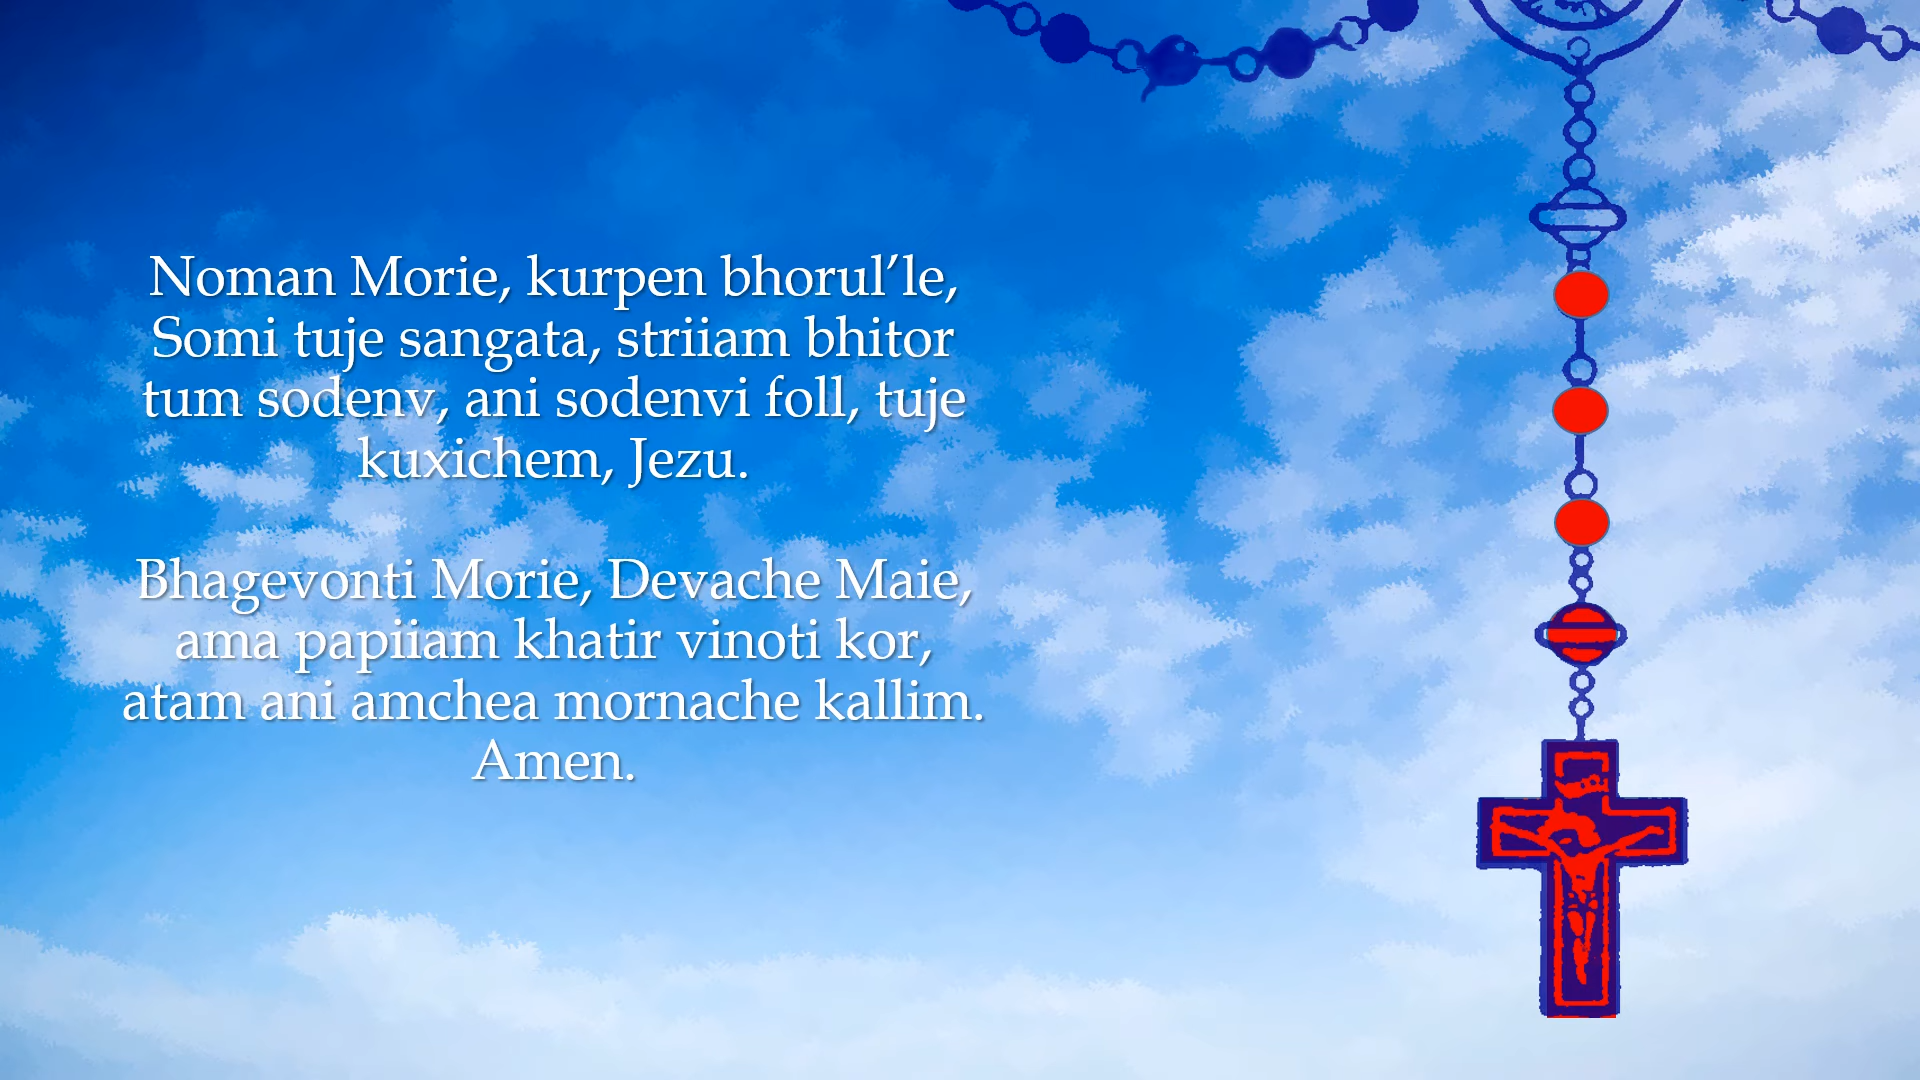 Noman Morie, kurpen bhorul’le,
Somi tuje sangata, striiam bhitor
tum sodenv, ani sodenvi foll, tuje
kuxichem, Jezu.
Bhagevonti Morie, Devache Maie,
ama papiiam khatir vinoti kor,
atam ani amchea mornache kallim.
Amen.